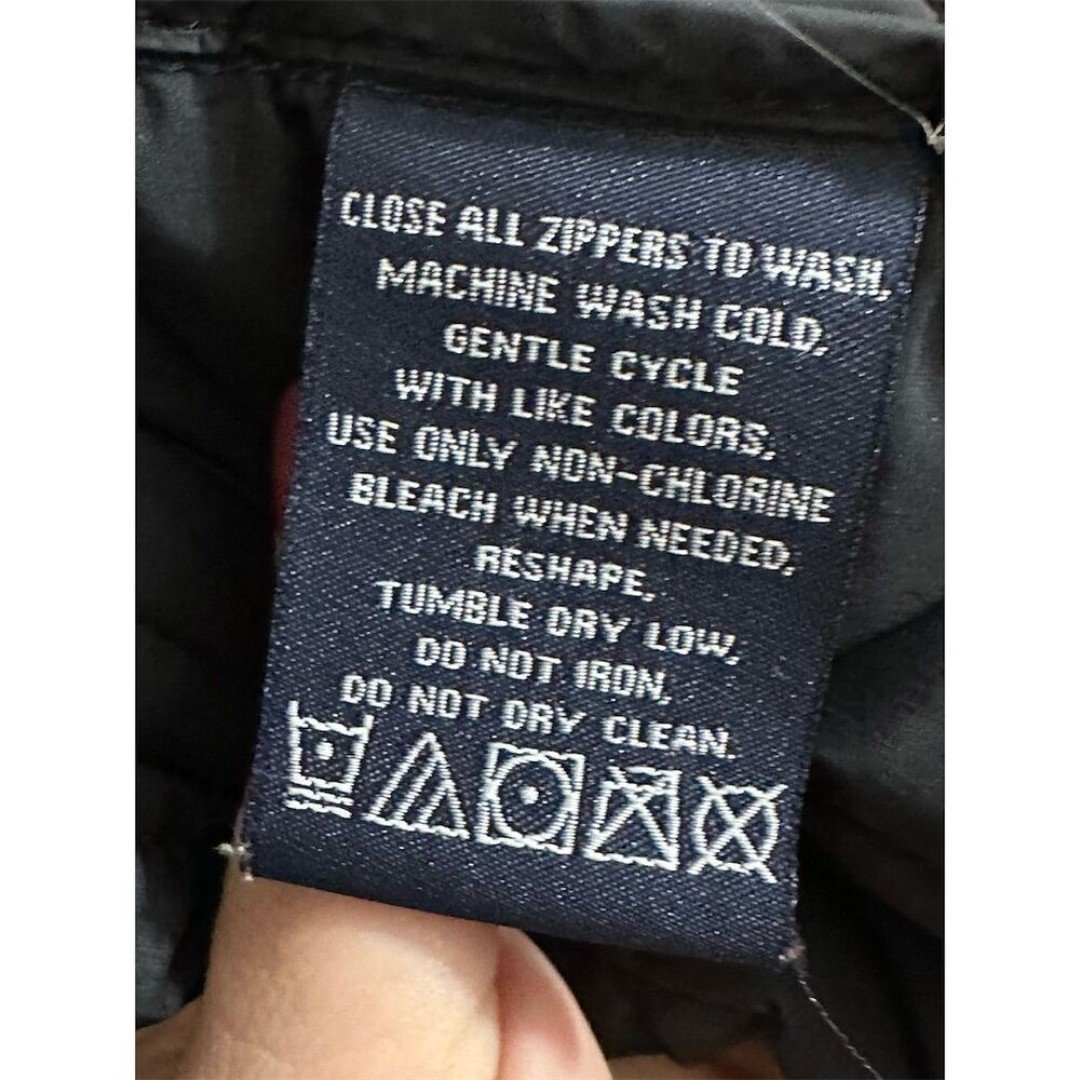 CLOSE ALL ZIPPERS TO WASH,
MACHINE WASH COLD,
GENTLE CYCLE
WITH LIKE COLORS,
USE ONLY NON-CHLORINE
BLEACH WHEN NEEDED,
RESHAPE,
TUMBLE DRY LOW,
DO NOT IRON,
DO NOT DRY CLEAN.